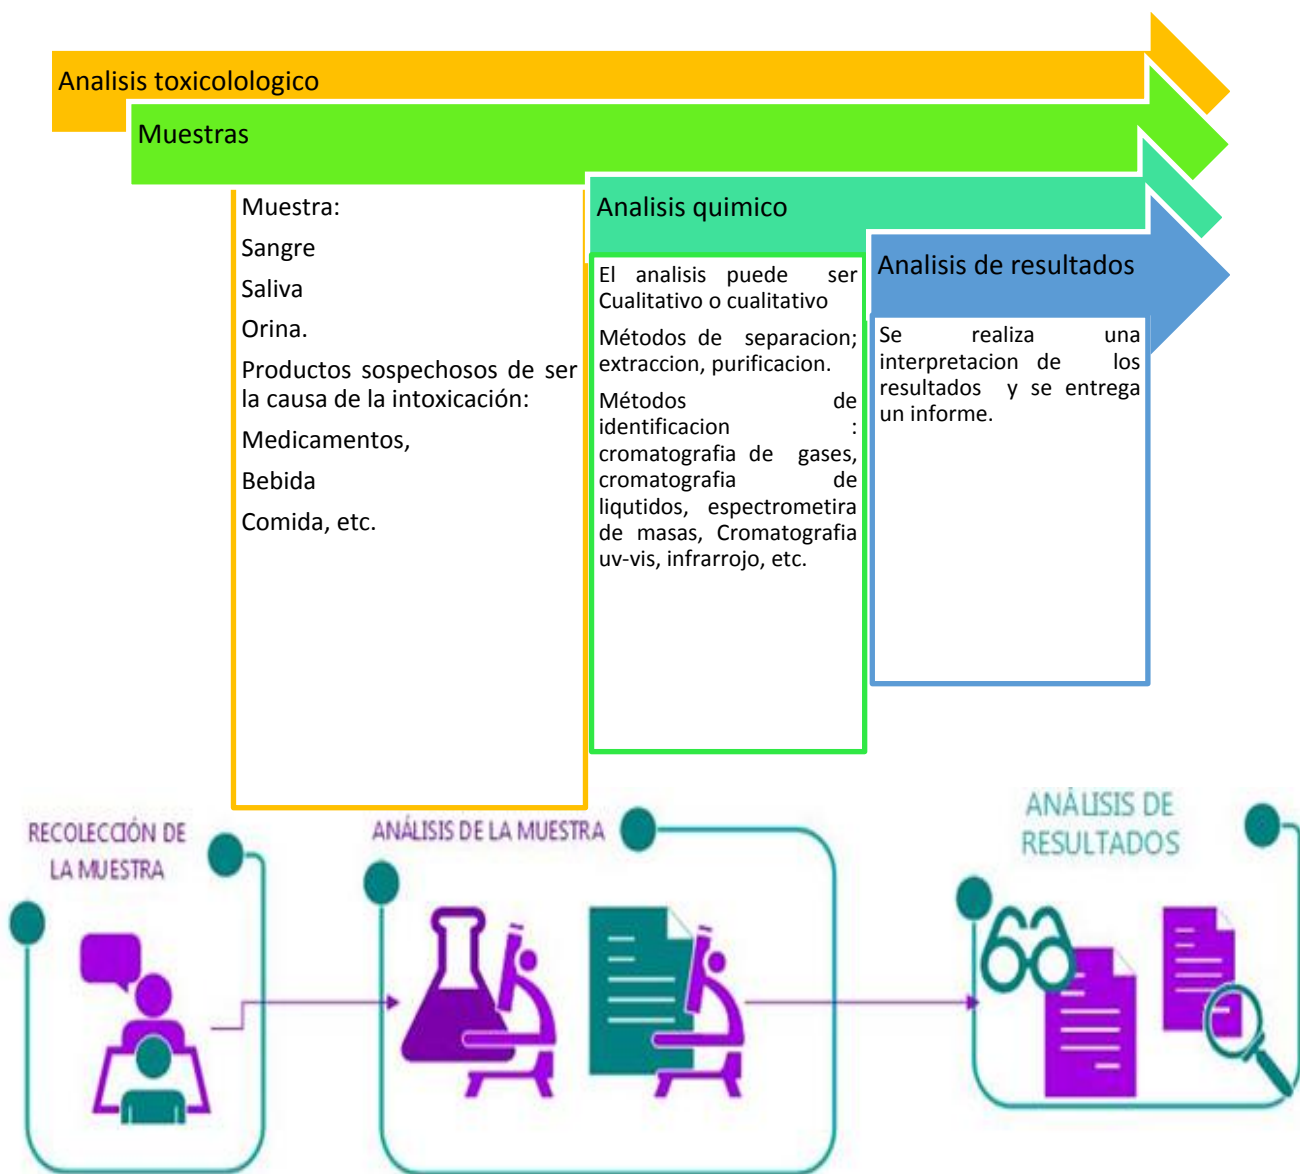 Analisis toxicolologico
Muestras
Muestra:
Sangre
Saliva
Orina.
Productos sospechosos de ser
la causa de la intoxicación:
Medicamentos,
Bebida
Comida, etc.
Analisis quimico
El analisis puede ser
Cualitativo o cualitativo
Métodos de separacion;
extraccion, purificacion.
Métodos de
identificacion :
cromatografia de gases,
cromatografia de
liqutidos, espectrometira
de masas, Cromatografia
uv-vis, infrarrojo, etc.
Analisis de resultados
Se realiza una
interpretacion de los
resultados y se entrega
un informe.
RECOLECCIÓN DE
LA MUESTRA
ANÁLISIS DE LA MUESTRA
ANÁLISIS DE
RESULTADOS